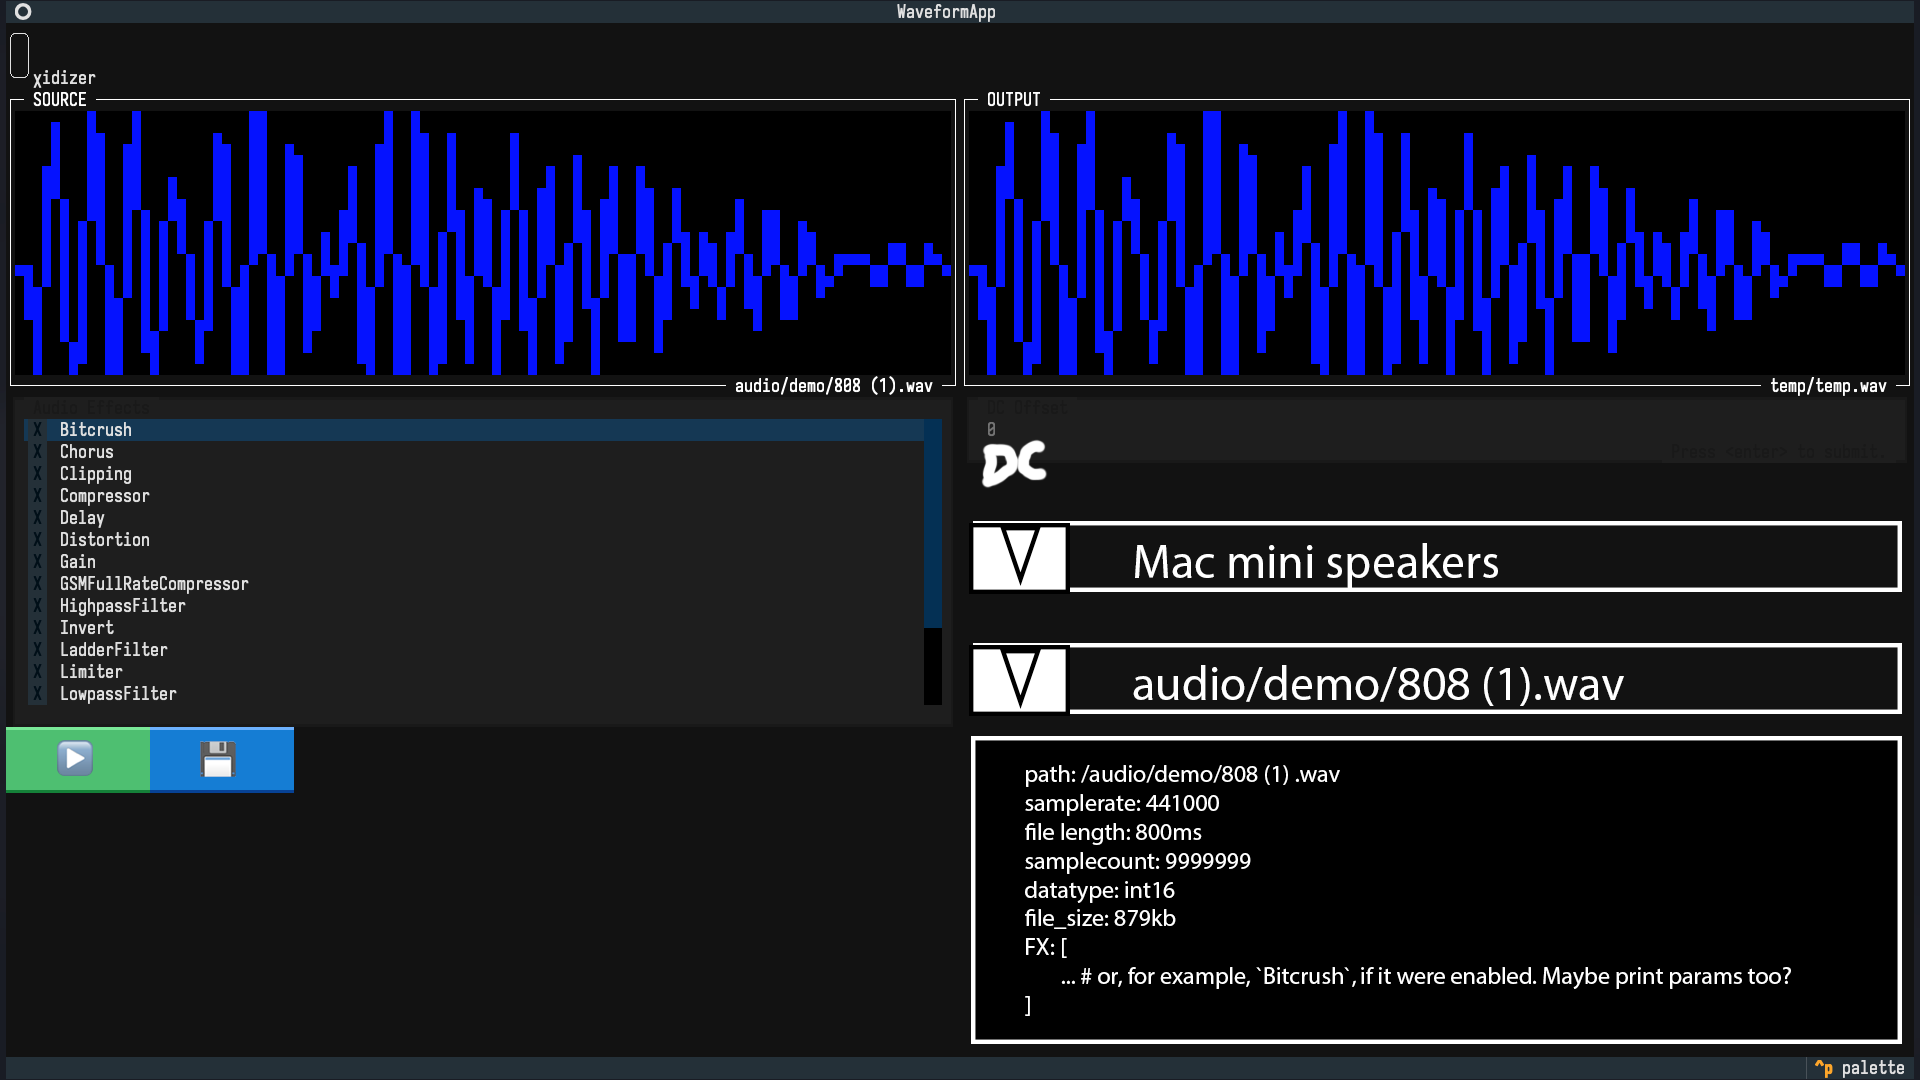 WaveformApp
xidizer
SOURCE
audio/demo/808 (1).wav
OUTPUT
temp/temp.wav
Audio Effects
X Bitcrush
X Chorus
X Clipping
X Compressor
X Delay
X Distortion
X Gain
X GSMFullRateCompressor
X HighpassFilter
X Invert
X LadderFilter
X Limiter
X LowpassFilter
DC Offset
0
Press <enter> to submit.
DC
V Mac mini speakers
V audio/demo/808 (1).wav
path: /audio/demo/808 (1) .wav
samplerate: 441000
file length: 800ms
samplecount: 9999999
datatype: int16
file_size: 879kb
FX: [
... # or, for example, `Bitcrush`, if it were enabled. Maybe print params too?
]
^p palette